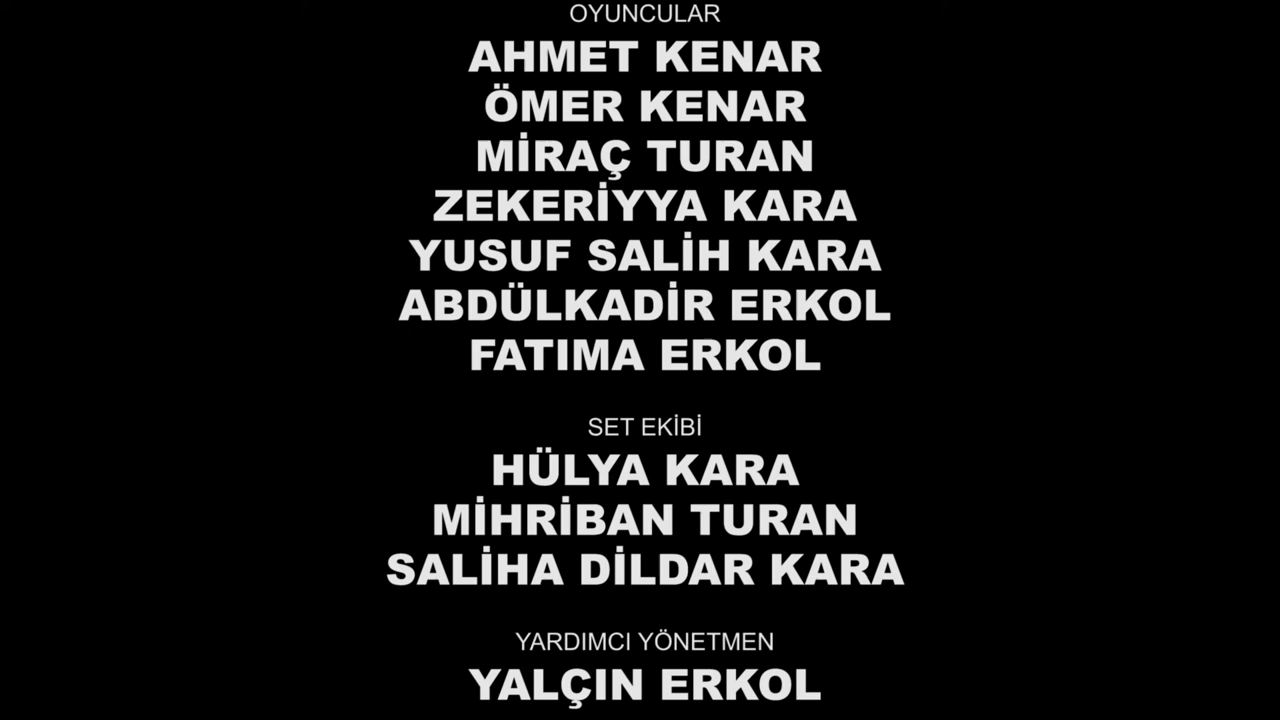 OYUNCULAR
AHMET KENAR
ÖMER KENAR
MİRAÇ TURAN
ZEKERİYYA KARA
YUSUF SALİH KARA
ABDÜLKADİR ERKOL
FATIMA ERKOL
SET EKİBİ
HÜLYA KARA
MİHRİBAN TURAN
SALİHA DİLDAR KARA
YARDIMCI YÖNETMEN
YALÇIN ERKOL